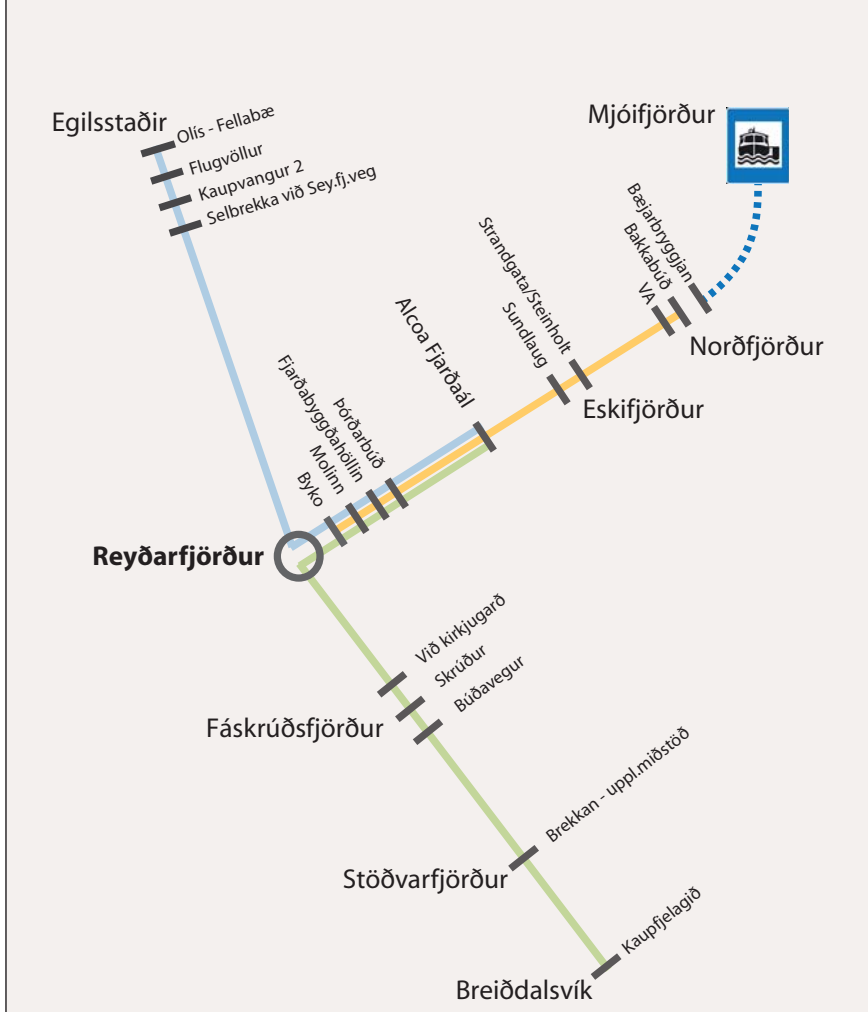 Egilsstaðir
Olís - Fellabæ
Flugvöllur
Kaupvangur 2
Selbrekka við Sey.fj,veg
Mjóifjörður
Bæjarbryggjan
Bakkabúð
VA
Norðfjörður
Strandgata/Steinholt
Sundlaug
Eskifjörður
Alcoa Fjarðaál
Þórðarbúð
Fjarðabyggðahöllin
Molinn
Byko
Reyðarfjörður
Við kirkjugarð
Skrúður
Búðavegur
Fáskrúðsfjörður
Brekkan - uppl.miðstöð
Stöðvarfjörður
Kaupfjelagið
Breiðdalsvík